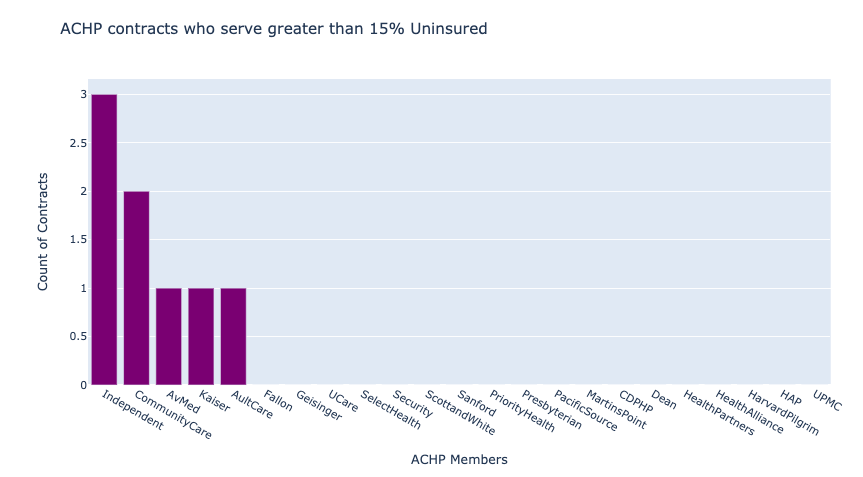 ACHP contracts who serve greater than 15% Uninsured
3
2.5
2
1.5
1
0.5
0
Count of Contracts
Independent
CommunityCare
AvMed
Kaiser
AultCare
Fallon
Geisinger
UCare
SelectHealth
Security
ScottandWhite
Sanford
PriorityHealth
Presbyterian
PacificSource
MartinsPoint
CDPHP
Dean
HealthPartners
HealthAlliance
HarvardPilgrim
HAP
UPMC
ACHP Members